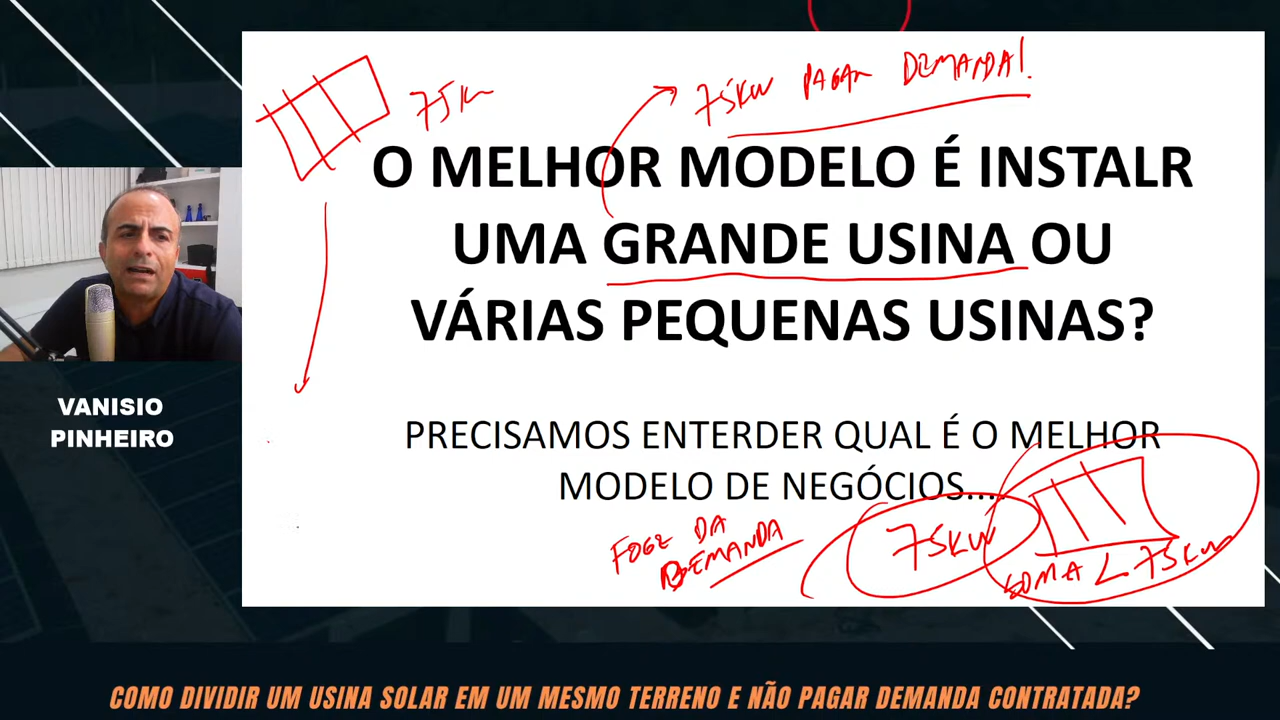 75KW PAGAR DEMANDA!
75K
O MELHOR MODELO É INSTALR
UMA GRANDE USINA OU
VÁRIAS PEQUENAS USINAS?
VANISIO
PINHEIRO
PRECISAMOS ENTERDER QUAL É O MELHOR
MODELO DE NEGÓCIOS...
FOGE DA
DEMANDA
75KW
SOMA < 75KW
COMO DIVIDIR UM USINA SOLAR EM UM MESMO TERRENO E NÃO PAGAR DEMANDA CONTRATADA?